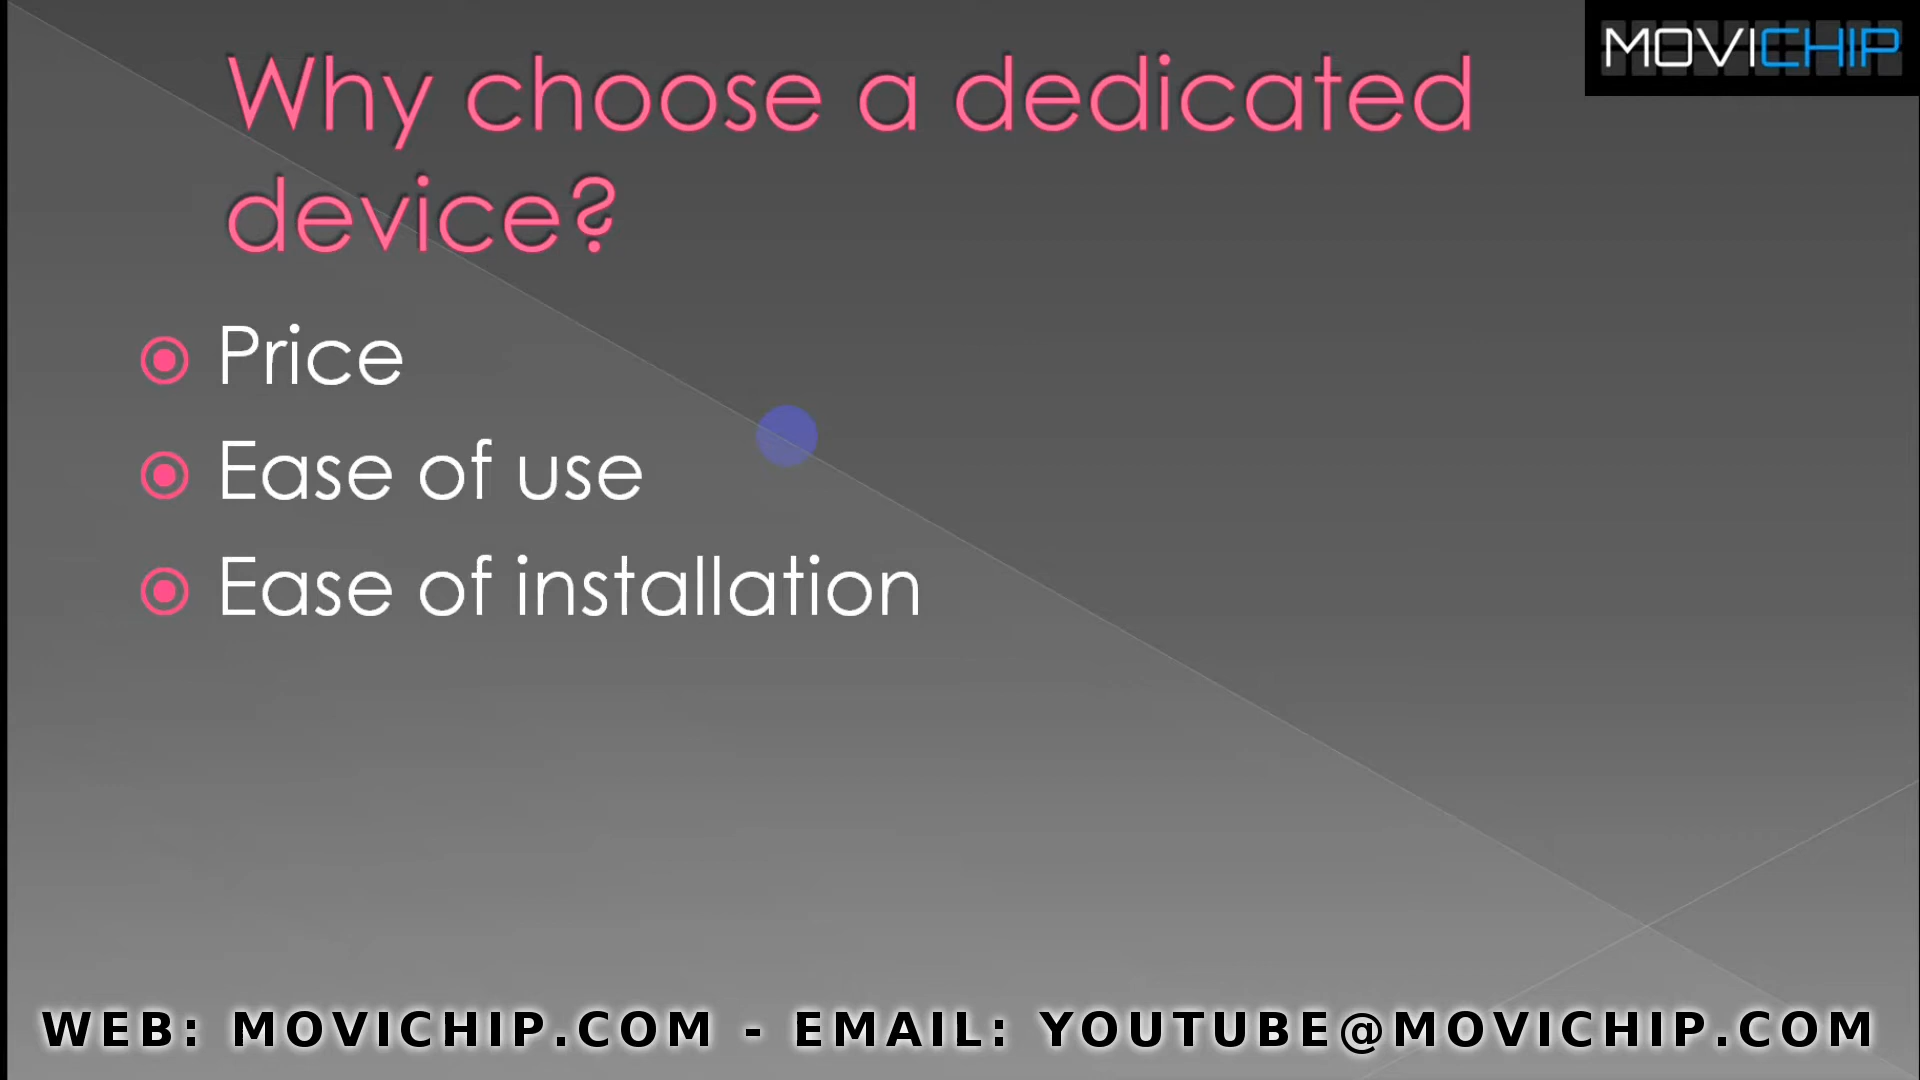 MOVICHIP
Why choose a dedicated
device?
Price
Ease of use
Ease of installation
WEB: MOVICHIP.COM - EMAIL: YOUTUBE@MOVICHIP.COM